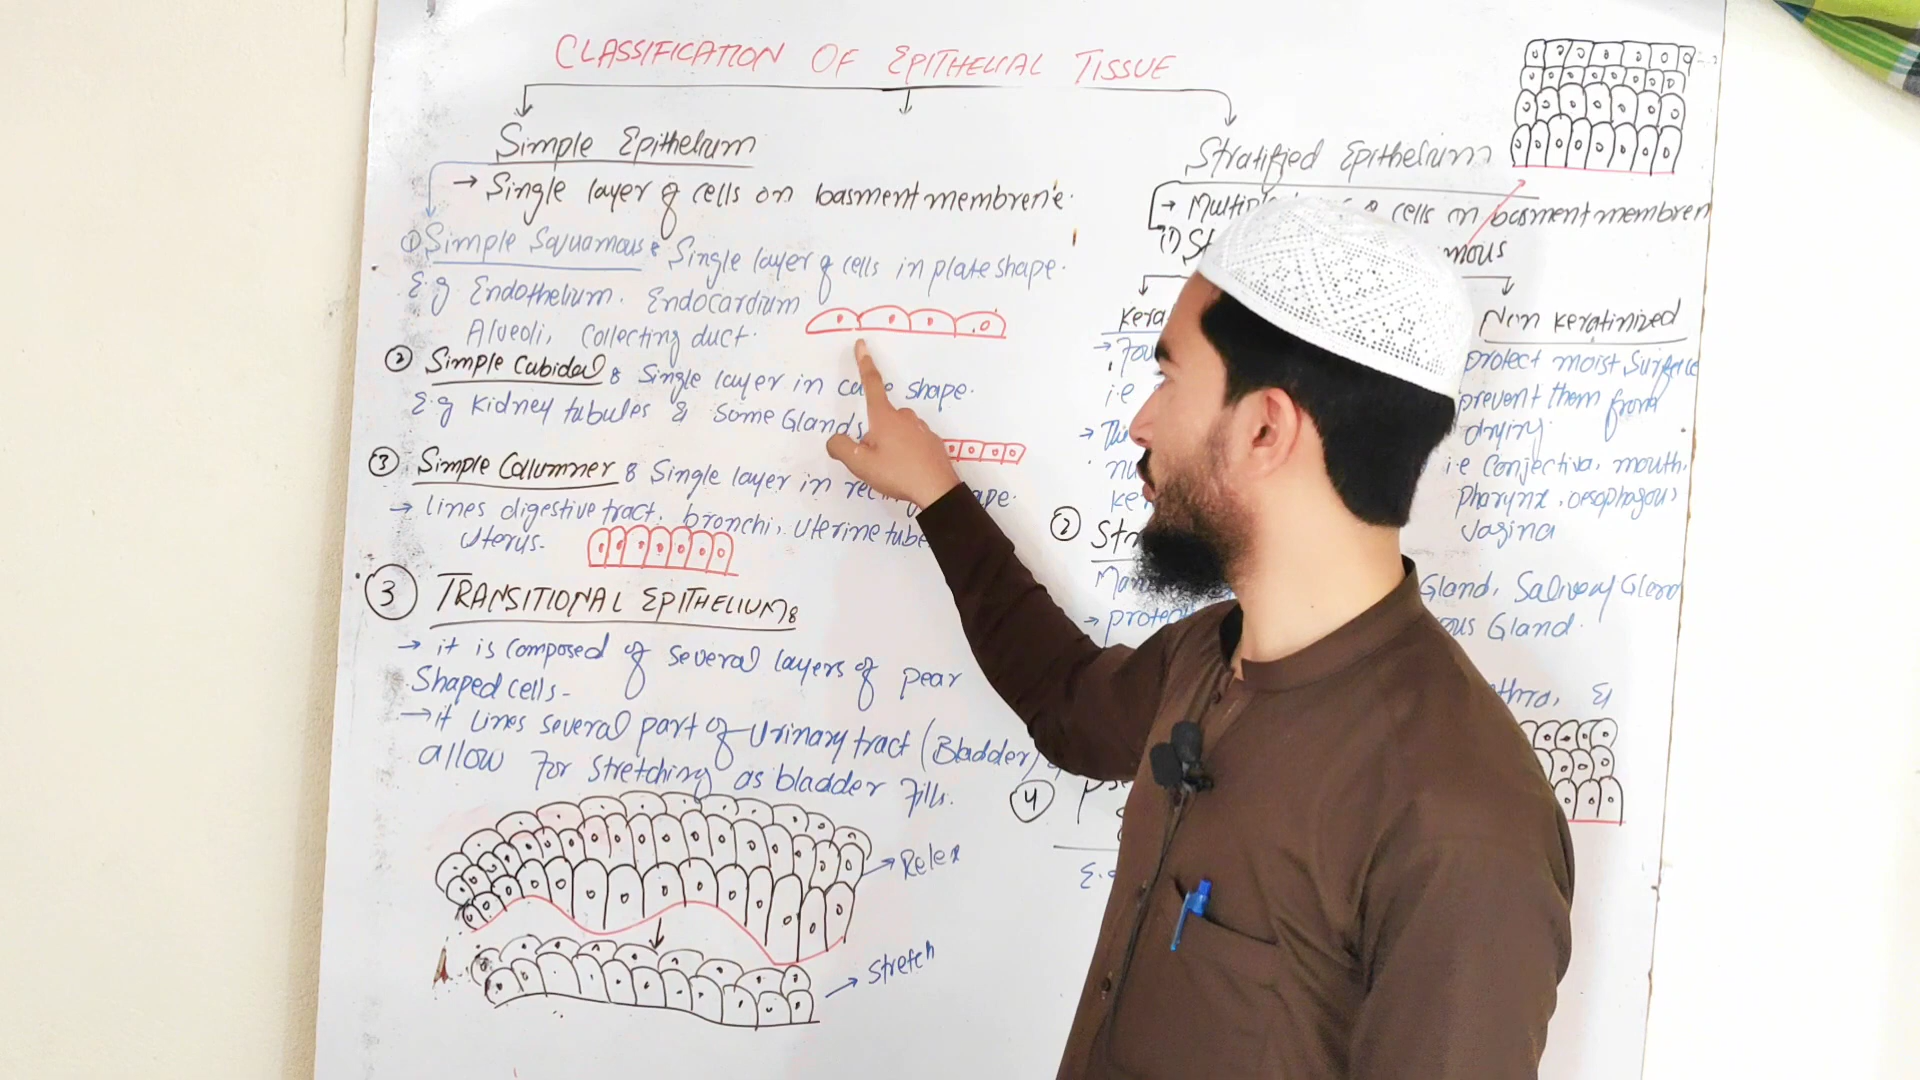 CLASSIFICATION OF EPITHELIAL TISSUE
Simple Epithelium
→ Single layer of cells on basment membrene.
① Simple Squamous: Single layer of cells in plate shape.
E.g Endothelium. Endocardium
Alveoli, Collecting duct.
② Simple Cubidal: Single layer in shape.
E.g Kidney tubules & Some Glands
③ Simple Collumner: Single layer in
→ lines digestive tract, bronchi, uterine tube
uterus.
③ TRANSITIONAL EPITHELIUM:
→ it is composed of several layers of pear
Shaped cells-
→ it lines several part of urinary tract (Bladder)
allow for stretching as bladder fills.
→ Relex
→ Stretch
Stratified Epithelium
→ cells on basment membren
(1)
Non keratinized
protect moist Surface
prevent them from
drying
i.e Conjectiva, mouth,
pharynx, oesophagous
Vagina
②
Gland, Salivary Gland
Gland.
&
④